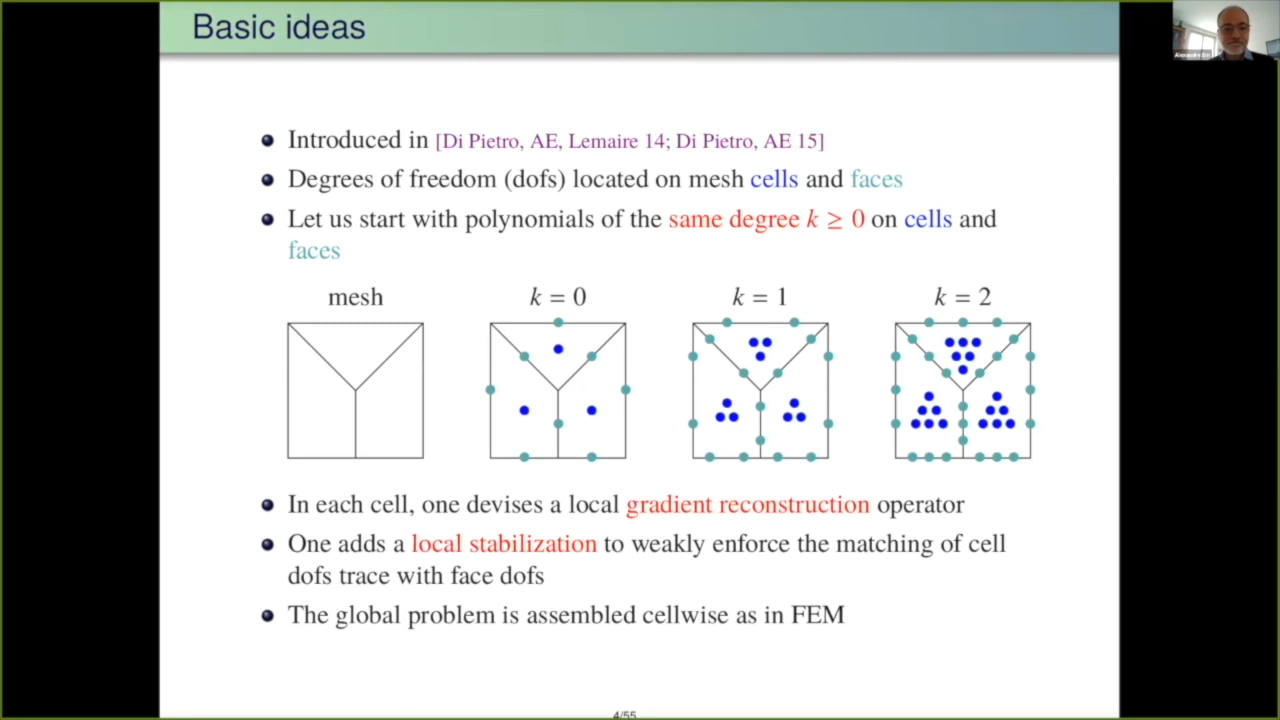 Basic ideas
Introduced in [Di Pietro, AE, Lemaire 14; Di Pietro, AE 15]
Degrees of freedom (dofs) located on mesh cells and faces
Let us start with polynomials of the same degree k ≥ 0 on cells and
faces
mesh
k = 0
k = 1
k = 2
In each cell, one devises a local gradient reconstruction operator
One adds a local stabilization to weakly enforce the matching of cell
dofs trace with face dofs
The global problem is assembled cellwise as in FEM
4/55